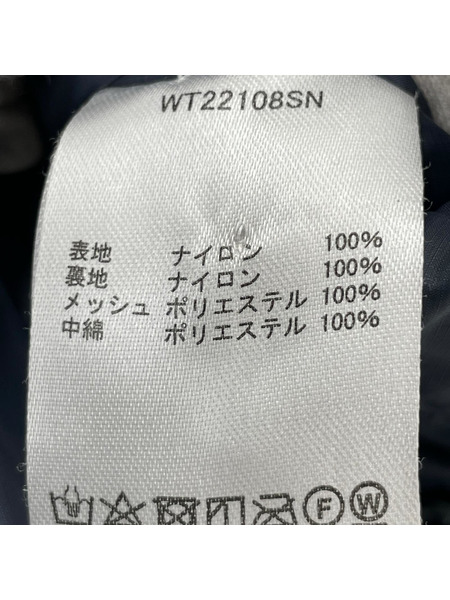 WT22108SN
表地 ナイロン 100%
裏地 ナイロン 100%
メッシュ ポリエステル 100%
中綿 ポリエステル 100%
F W